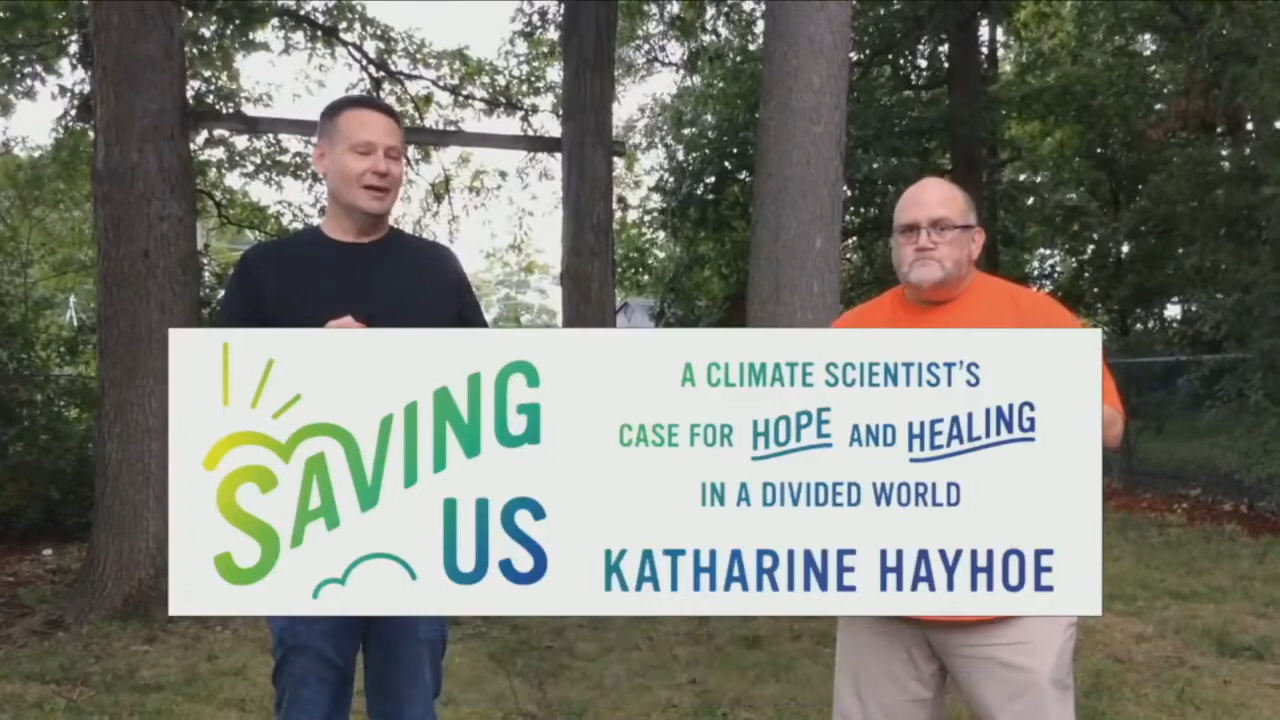 SAVING
US
A CLIMATE SCIENTIST'S
CASE FOR HOPE AND HEALING
IN A DIVIDED WORLD
KATHARINE HAYHOE